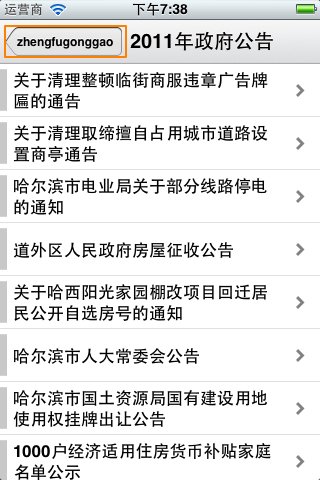 运营商 下午7:38
zhengfugonggao 2011年政府公告
关于清理整顿临街商服违章广告牌
匾的通告
关于清理取缔擅自占用城市道路设
置商亭通告
哈尔滨市电业局关于部分线路停电
的通知
道外区人民政府房屋征收公告
关于哈西阳光家园棚改项目回迁居
民公开自选房号的通知
哈尔滨市人大常委会公告
哈尔滨市国土资源局国有建设用地
使用权挂牌出让公告
1000户经济适用住房货币补贴家庭
名单公示